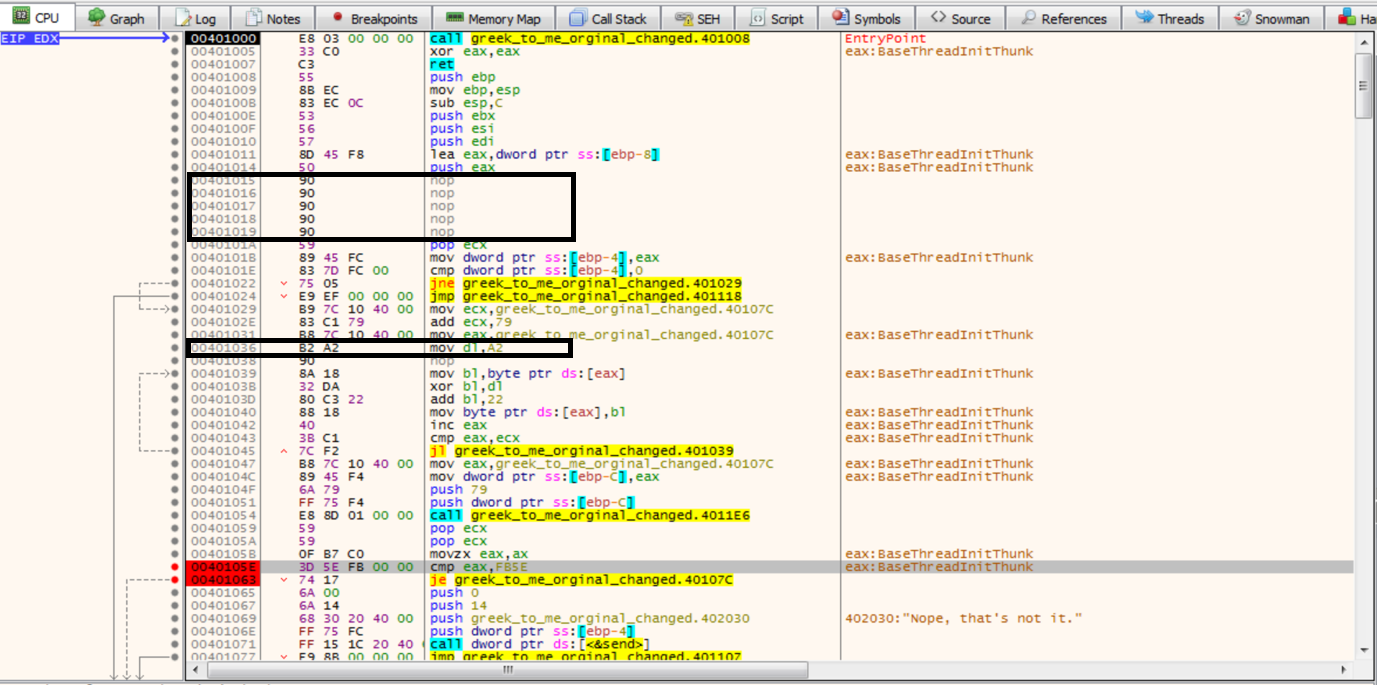 32 CPU Graph Log Notes Breakpoints Memory Map Call Stack SEH Script Symbols Source References Threads Snowman Ha
EIP EDX 00401000 E8 03 00 00 00 call greek_to_me_orginal_changed.401008 EntryPoint
00401005 33 C0 xor eax,eax eax:BaseThreadInitThunk
00401007 C3 ret
00401008 55 push ebp
00401009 8B EC mov ebp,esp
0040100B 83 EC 0C sub esp,C
0040100E 53 push ebx
0040100F 56 push esi
00401010 57 push edi
00401011 8D 45 F8 lea eax,dword ptr ss:[ebp-8] eax:BaseThreadInitThunk
00401014 50 push eax eax:BaseThreadInitThunk
00401015 90 nop
00401016 90 nop
00401017 90 nop
00401018 90 nop
00401019 90 nop
0040101A 59 pop ecx
0040101B 89 45 FC mov dword ptr ss:[ebp-4],eax eax:BaseThreadInitThunk
0040101E 83 7D FC 00 cmp dword ptr ss:[ebp-4],0
00401022 75 05 jne greek_to_me_orginal_changed.401029
00401024 E9 EF 00 00 00 jmp greek_to_me_orginal_changed.401118
00401029 B9 7C 10 40 00 mov ecx,greek_to_me_orginal_changed.40107C
0040102E 83 C1 79 add ecx,79
00401031 B8 7C 10 40 00 mov eax,greek_to_me_orginal_changed.40107C eax:BaseThreadInitThunk
00401036 B2 A2 mov dl,A2
00401038 90 nop
00401039 8A 18 mov bl,byte ptr ds:[eax] eax:BaseThreadInitThunk
0040103B 32 DA xor bl,dl
0040103D 80 C3 22 add bl,22
00401040 88 18 mov byte ptr ds:[eax],bl eax:BaseThreadInitThunk
00401042 40 inc eax eax:BaseThreadInitThunk
00401043 3B C1 cmp eax,ecx eax:BaseThreadInitThunk
00401045 7C F2 jl greek_to_me_orginal_changed.401039
00401047 B8 7C 10 40 00 mov eax,greek_to_me_orginal_changed.40107C eax:BaseThreadInitThunk
0040104C 89 45 F4 mov dword ptr ss:[ebp-C],eax eax:BaseThreadInitThunk
0040104F 6A 79 push 79
00401051 FF 75 F4 push dword ptr ss:[ebp-C]
00401054 E8 8D 01 00 00 call greek_to_me_orginal_changed.4011E6
00401059 59 pop ecx
0040105A 59 pop ecx
0040105B 0F B7 C0 movzx eax,ax eax:BaseThreadInitThunk
0040105E 3D 5E FB 00 00 cmp eax,FB5E eax:BaseThreadInitThunk
00401063 74 17 je greek_to_me_orginal_changed.40107C
00401065 6A 00 push 0
00401067 6A 14 push 14
00401069 68 30 20 40 00 push greek_to_me_orginal_changed.402030 402030:"Nope, that's not it."
0040106E FF 75 FC push dword ptr ss:[ebp-4]
00401071 FF 15 1C 20 40 call dword ptr ds:[<&send>]
00401077 E9 8B 00 00 00 jmp greek_to_me_orginal_changed.401107